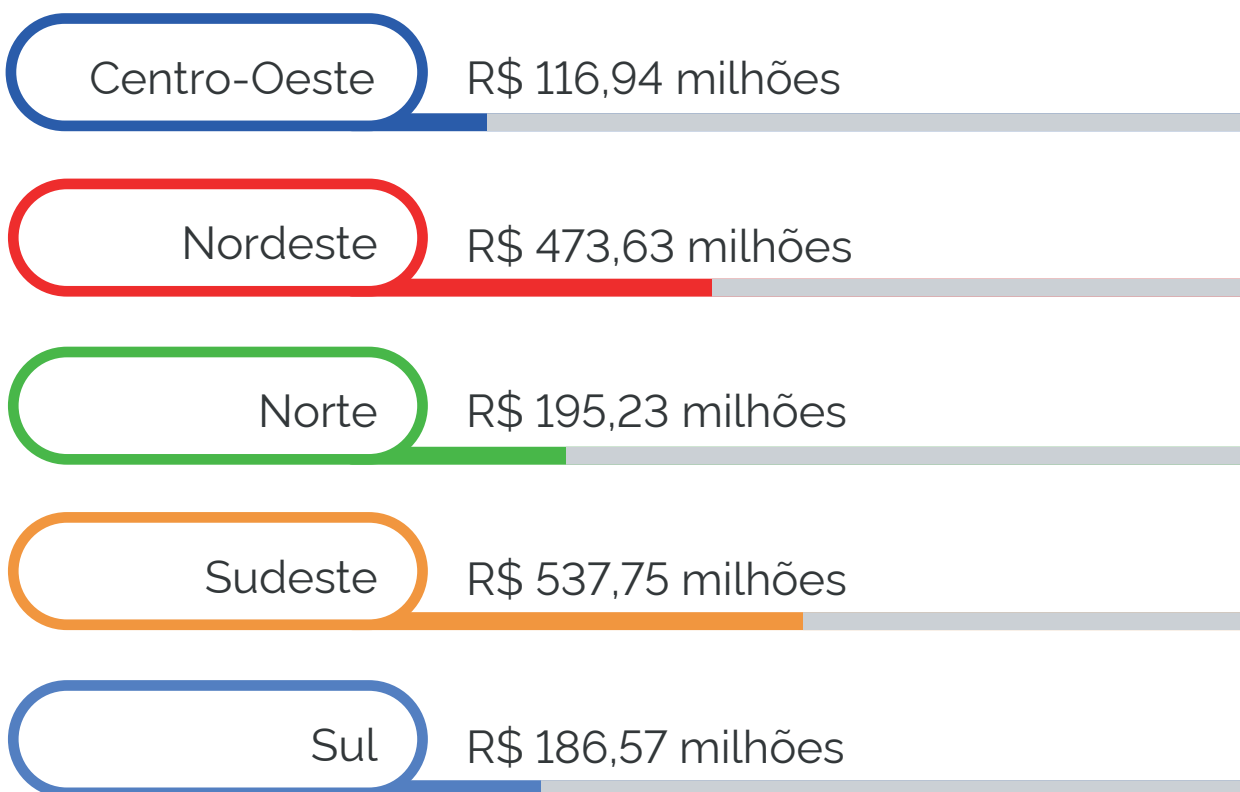 Centro-Oeste R$ 116,94 milhões
Nordeste R$ 473,63 milhões
Norte R$ 195,23 milhões
Sudeste R$ 537,75 milhões
Sul R$ 186,57 milhões